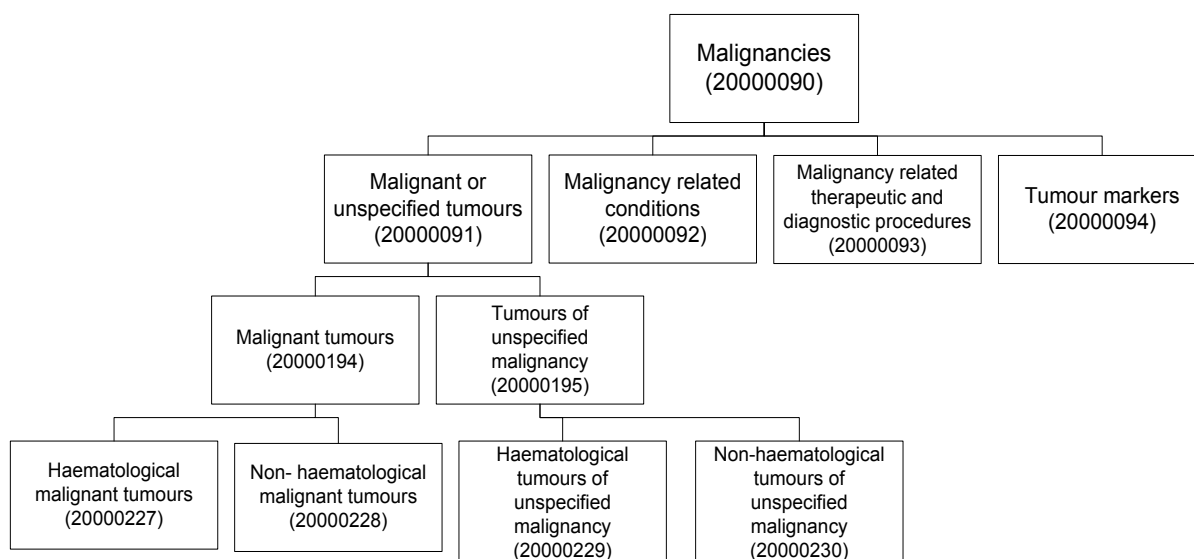 Malignancies
(20000090)
Malignant or
unspecified tumours
(20000091)
Malignancy related
conditions
(20000092)
Malignancy related
therapeutic and
diagnostic procedures
(20000093)
Tumour markers
(20000094)
Malignant tumours
(20000194)
Tumours of
unspecified
malignancy
(20000195)
Haematological
malignant tumours
(20000227)
Non- haematological
malignant tumours
(20000228)
Haematological
tumours of
unspecified
malignancy
(20000229)
Non-haematological
tumours of
unspecified
malignancy
(20000230)